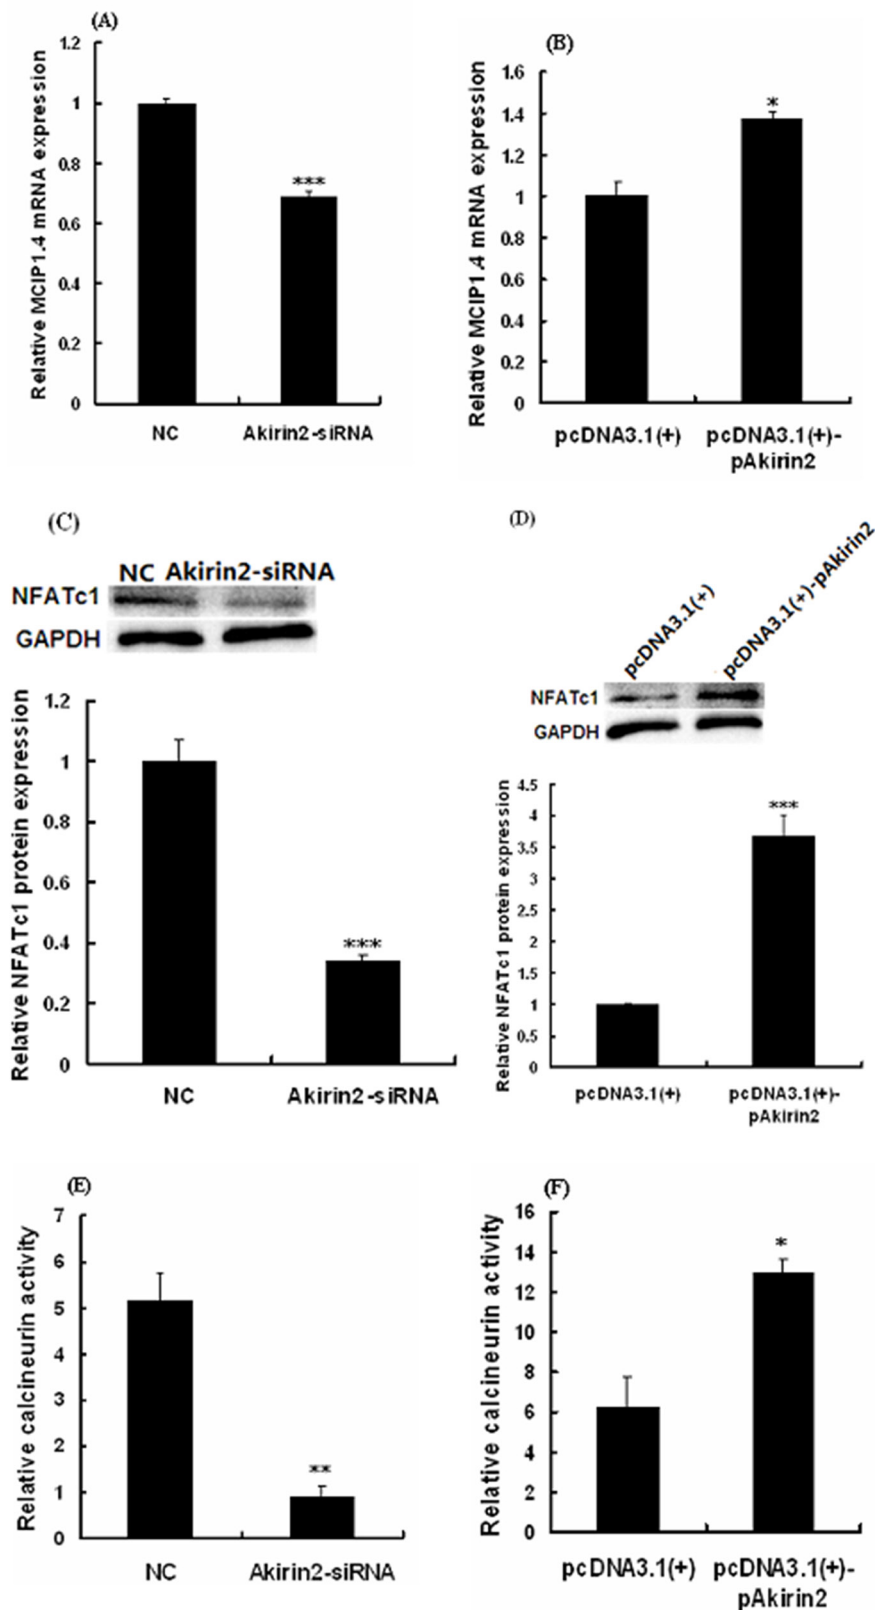 (A)
Relative MCIP1.4 mRNA expression
1.2
1
0.8
0.6
0.4
0.2
0
***
NC
Akirin2-siRNA
(B)
Relative MCIP1.4 mRNA expression
1.6
1.4
1.2
1
0.8
0.6
0.4
0.2
0
*
pcDNA3.1(+)
pcDNA3.1(+)-
pAkirin2
(C)
NC Akirin2-siRNA
NFATc1
GAPDH
Relative NFATc1 protein expression
1.2
1
0.8
0.6
0.4
0.2
0
***
NC
Akirin2-siRNA
(D)
pcDNA3.1(+)
pcDNA3.1(+)-pAkirin2
NFATc1
GAPDH
Relative NFATc1 protein expression
4.5
4
3.5
3
2.5
2
1.5
1
0.5
0
***
pcDNA3.1(+)
pcDNA3.1(+)-
pAkirin2
(E)
Relative calcineurin activity
7
6
5
4
3
2
1
0
**
NC
Akirin2-siRNA
(F)
Relative calcineurin activity
16
14
12
10
8
6
4
2
0
*
pcDNA3.1(+)
pcDNA3.1(+)-
pAkirin2